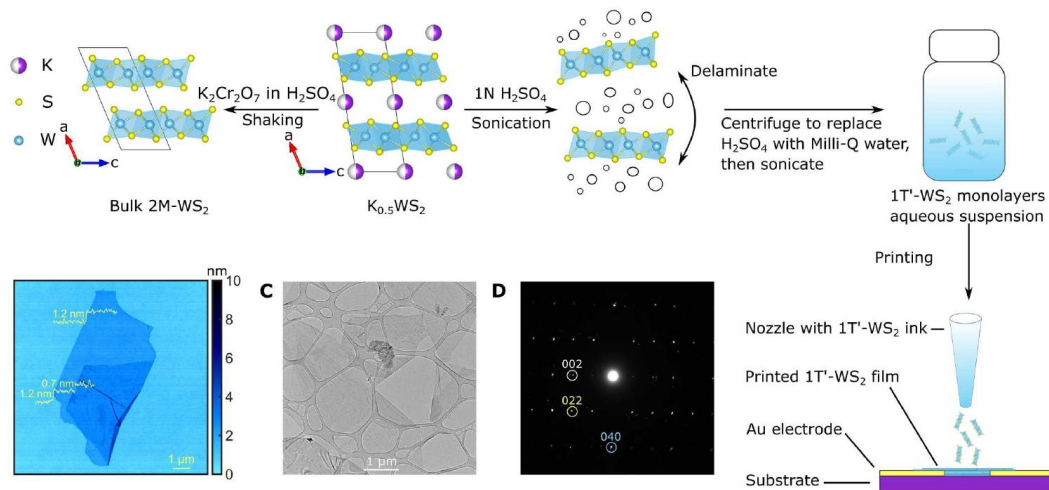 K
S
W
a
c
Bulk 2M-WS₂
K₂Cr₂O₇ in H₂SO₄
Shaking
a
c
K₀.₅WS₂
1N H₂SO₄
Sonication
Delaminate
Centrifuge to replace
H₂SO₄ with Milli-Q water,
then sonicate
1T'-WS₂ monolayers
aqueous suspension
Printing
Nozzle with 1T'-WS₂ ink
Printed 1T'-WS₂ film
Au electrode
Substrate
nm
10
8
6
4
2
0
1.2 nm
0.7 nm
1.2 nm
1 μm
C
1 μm
D
002
022
040